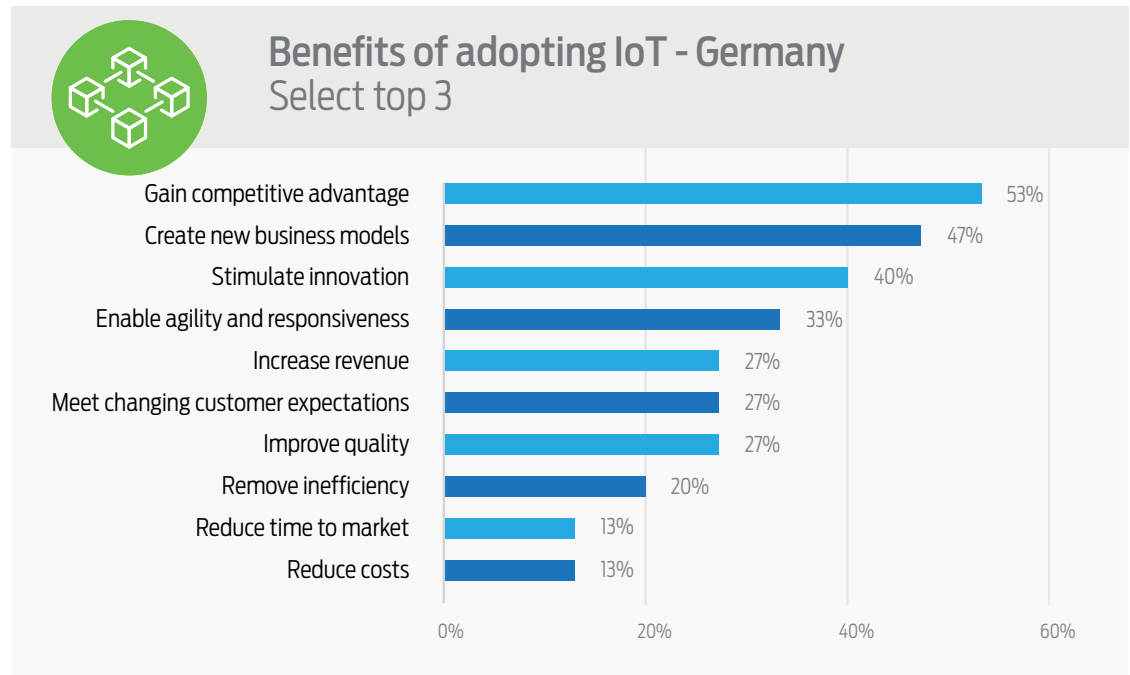 Benefits of adopting IoT - Germany
Select top 3
Gain competitive advantage 53%
Create new business models 47%
Stimulate innovation 40%
Enable agility and responsiveness 33%
Increase revenue 27%
Meet changing customer expectations 27%
Improve quality 27%
Remove inefficiency 20%
Reduce time to market 13%
Reduce costs 13%
0% 20% 40% 60%